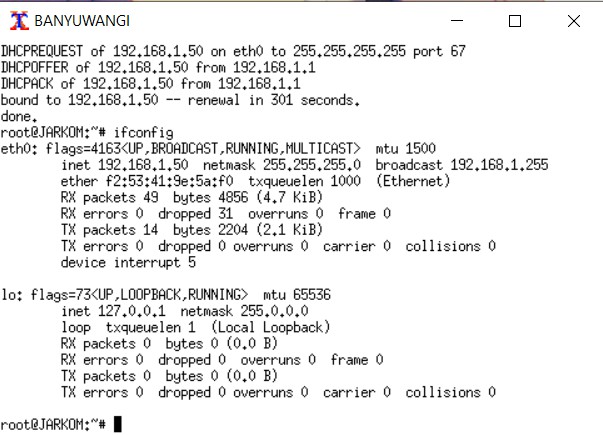 BANYUWANGI
DHCPREQUEST of 192.168.1.50 on eth0 to 255.255.255.255 port 67
DHCPOFFER of 192.168.1.50 from 192.168.1.1
DHCPACK of 192.168.1.50 from 192.168.1.1
bound to 192.168.1.50 -- renewal in 301 seconds.
done.
root@JARKOM:~# ifconfig
eth0: flags=4163<UP,BROADCAST,RUNNING,MULTICAST>  mtu 1500
        inet 192.168.1.50  netmask 255.255.255.0  broadcast 192.168.1.255
        ether f2:53:41:9e:5a:f0  txqueuelen 1000  (Ethernet)
        RX packets 49  bytes 4856 (4.7 KiB)
        RX errors 0  dropped 31  overruns 0  frame 0
        TX packets 14  bytes 2204 (2.1 KiB)
        TX errors 0  dropped 0 overruns 0  carrier 0  collisions 0
        device interrupt 5
lo: flags=73<UP,LOOPBACK,RUNNING>  mtu 65536
        inet 127.0.0.1  netmask 255.0.0.0
        loop  txqueuelen 1  (Local Loopback)
        RX packets 0  bytes 0 (0.0 B)
        RX errors 0  dropped 0  overruns 0  frame 0
        TX packets 0  bytes 0 (0.0 B)
        TX errors 0  dropped 0 overruns 0  carrier 0  collisions 0
root@JARKOM:~#